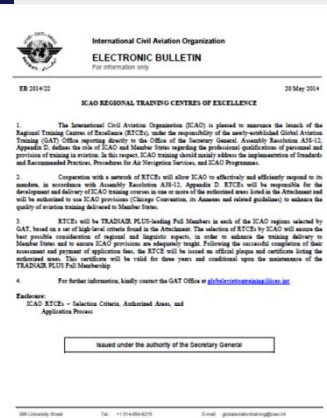 International Civil Aviation Organization
ELECTRONIC BULLETIN
For information only
EB 2014/22 20 May 2014
ICAO REGIONAL TRAINING CENTRES OF EXCELLENCE
1. The International Civil Aviation Organization (ICAO) is pleased to announce the launch of the
Regional Training Centres of Excellence (RTCEs), under the responsibility of the newly-established Global Aviation
Training (GAT) Office reporting directly to the Office of the Secretary General. Assembly Resolution A38-12,
Appendix D, defines the role of ICAO and Member States regarding the professional qualifications of personnel and
provision of training in aviation. In this respect, ICAO training should mainly address the implementation of Standards
and Recommended Practices, Procedures for Air Navigation Services, and ICAO Programmes.
2. Cooperation with a network of RTCEs will allow ICAO to effectively and efficiently respond to its
mandate, in accordance with Assembly Resolution A38-12, Appendix D. RTCEs will be responsible for the
development and delivery of ICAO training courses in one or more of the authorized areas listed in the Attachment and
will be authorized to use ICAO provisions (Chicago Convention, its Annexes and related guidelines) to enhance the
quality of aviation training delivered to Member States.
3. RTCEs will be TRAINAIR PLUS-leading Full Members in each of the ICAO regions selected by
GAT, based on a set of high-level criteria found in the Attachment. The selection of RTCEs by ICAO will ensure the
best possible consideration of regional and linguistic aspects, in order to enhance the training delivery to
Member States and to ensure ICAO provisions are adequately taught. Following the successful completion of their
assessment and payment of application fees, the RTCE will be issued an official plaque and certificate listing the
authorized areas. This certificate will be valid for three years and conditional upon the maintenance of the
TRAINAIR PLUS Full Membership.
4. For further information, kindly contact the GAT Office at globalaviationtraining@icao.int.
Enclosure:
ICAO RTCEs – Selection Criteria, Authorized Areas, and
Application Process
Issued under the authority of the Secretary General
999 University Street Tel.: +1 514-954-8219 E-mail: globalaviationtraining@icao.int